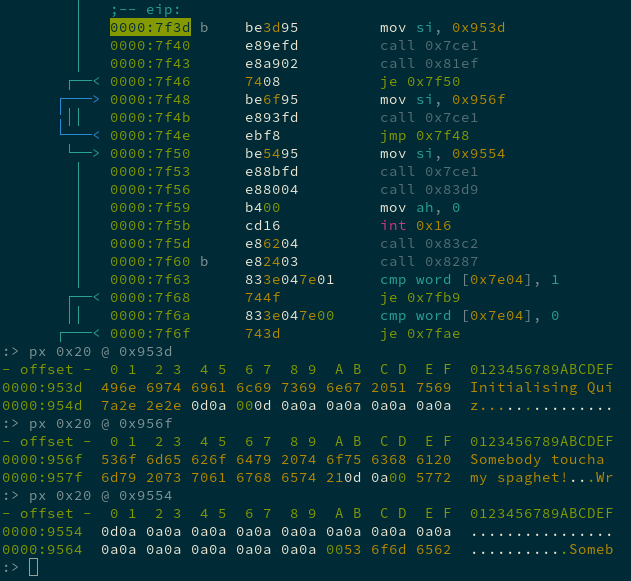 ;-- eip:
0000:7f3d b be3d95 mov si, 0x953d
0000:7f40 e89efd call 0x7ce1
0000:7f43 e8a902 call 0x81ef
0000:7f46 7408 je 0x7f50
0000:7f48 be6f95 mov si, 0x956f
0000:7f4b e893fd call 0x7ce1
0000:7f4e ebf8 jmp 0x7f48
0000:7f50 be5495 mov si, 0x9554
0000:7f53 e88bfd call 0x7ce1
0000:7f56 e88004 call 0x83d9
0000:7f59 b400 mov ah, 0
0000:7f5b cd16 int 0x16
0000:7f5d e86204 call 0x83c2
0000:7f60 b e82403 call 0x8287
0000:7f63 833e047e01 cmp word [0x7e04], 1
0000:7f68 744f je 0x7fb9
0000:7f6a 833e047e00 cmp word [0x7e04], 0
0000:7f6f 743d je 0x7fae
:> px 0x20 @ 0x953d
- offset - 0 1 2 3 4 5 6 7 8 9 A B C D E F 0123456789ABCDEF
0000:953d 496e 6974 6961 6c69 7369 6e67 2051 7569 Initialising Qui
0000:954d 7a2e 2e2e 0d0a 000d 0a0a 0a0a 0a0a 0a0a z...............
:> px 0x20 @ 0x956f
- offset - 0 1 2 3 4 5 6 7 8 9 A B C D E F 0123456789ABCDEF
0000:956f 536f 6d65 626f 6479 2074 6f75 6368 6120 Somebody toucha
0000:957f 6d79 2073 7061 6768 6574 210d 0a00 5772 my spaghet!...Wr
:> px 0x20 @ 0x9554
- offset - 0 1 2 3 4 5 6 7 8 9 A B C D E F 0123456789ABCDEF
0000:9554 0d0a 0a0a 0a0a 0a0a 0a0a 0a0a 0a0a 0a0a ................
0000:9564 0a0a 0a0a 0a0a 0a0a 0a0a 0053 6f6d 6562 ...........Someb
:>